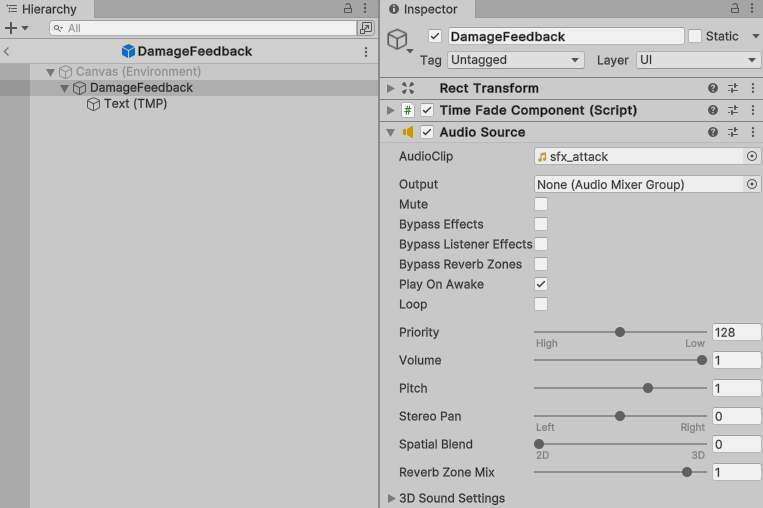 Hierarchy
All
DamageFeedback
Canvas (Environment)
DamageFeedback
Text (TMP)
Inspector
DamageFeedback
Static
Tag Untagged Layer UI
Rect Transform
# Time Fade Component (Script)
Audio Source
AudioClip sfx_attack
Output None (Audio Mixer Group)
Mute
Bypass Effects
Bypass Listener Effects
Bypass Reverb Zones
Play On Awake
Loop
Priority 128
High Low
Volume 1
Pitch 1
Stereo Pan 0
Left Right
Spatial Blend 0
2D 3D
Reverb Zone Mix 1
3D Sound Settings